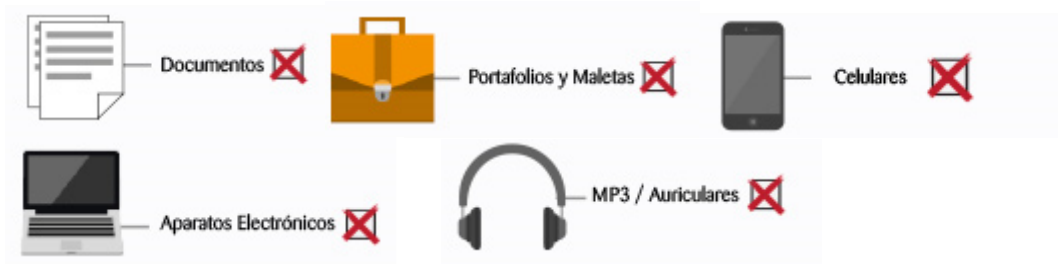 Documentos
Portafolios y Maletas
Celulares
Aparatos Electrónicos
MP3 / Auriculares